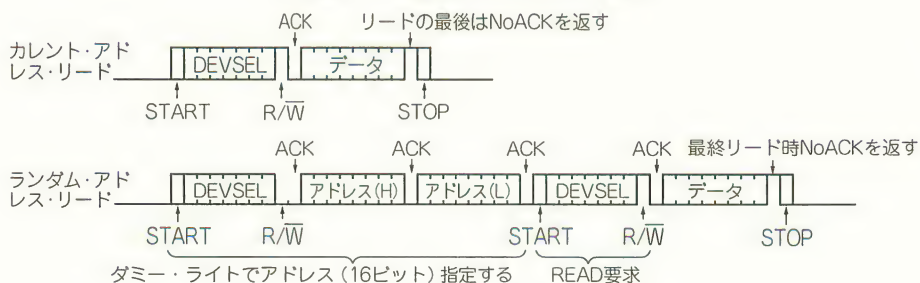 ACK リードの最後はNoACKを返す
カレント・アド
レス・リード
DEVSEL データ
START R/W̅ STOP
ACK ACK ACK ACK 最終リード時NoACKを返す
ランダム・アド
レス・リード
DEVSEL アドレス(H) アドレス(L) DEVSEL データ
START R/W̅ START R/W̅ STOP
ダミー・ライトでアドレス(16ビット)指定する READ要求